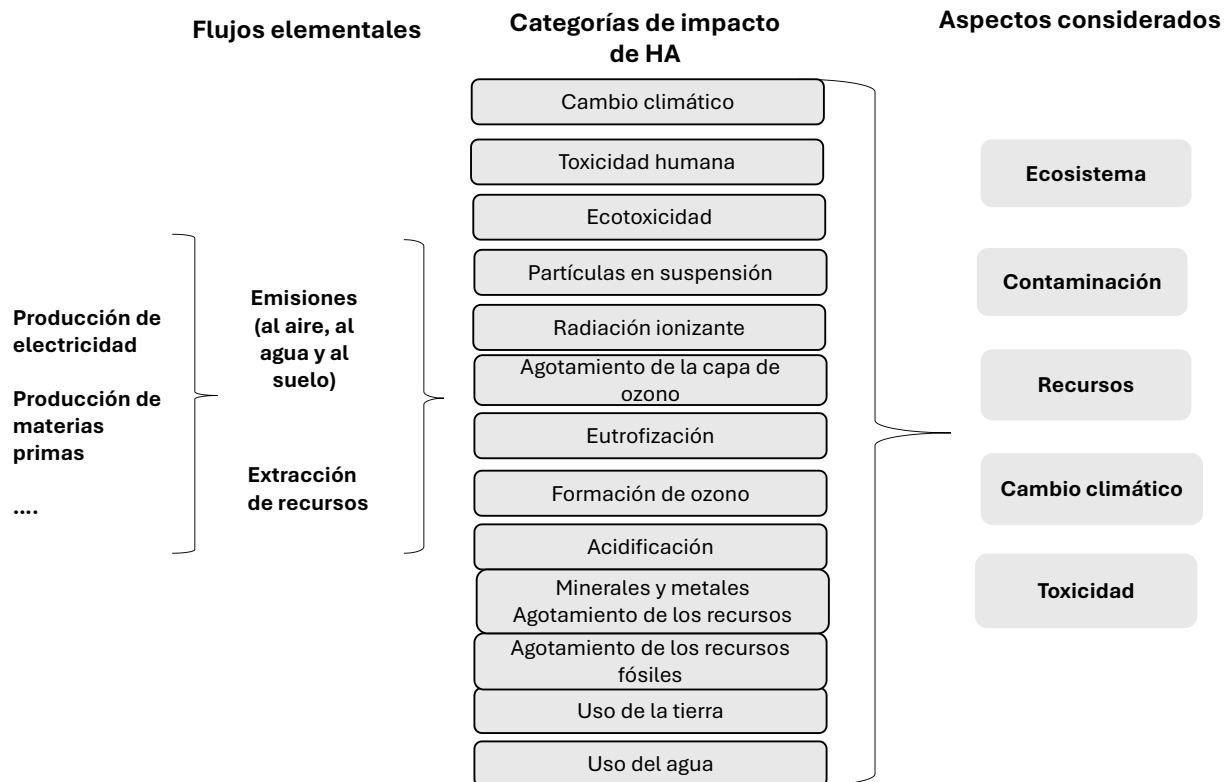 Flujos elementales
Categorías de impacto
de HA
Aspectos considerados
Producción de
electricidad
Producción de
materias
primas
....
Emisiones
(al aire, al
agua y al
suelo)
Extracción
de recursos
Cambio climático
Toxicidad humana
Ecotoxicidad
Partículas en suspensión
Radiación ionizante
Agotamiento de la capa de
ozono
Eutrofización
Formación de ozono
Acidificación
Minerales y metales
Agotamiento de los recursos
Agotamiento de los recursos
fósiles
Uso de la tierra
Uso del agua
Ecosistema
Contaminación
Recursos
Cambio climático
Toxicidad